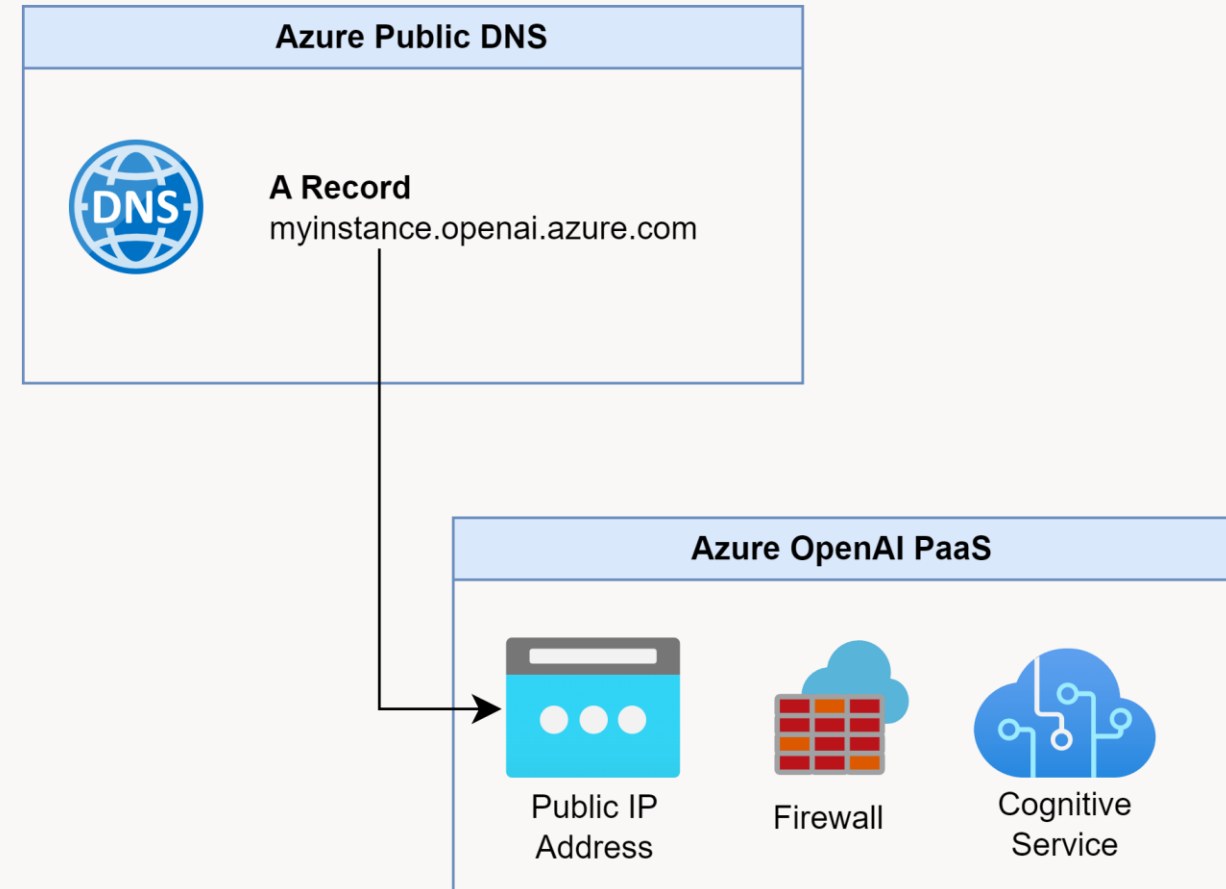 Azure Public DNS
DNS
A Record
myinstance.openai.azure.com
Azure OpenAI PaaS
Public IP
Address
Firewall
Cognitive
Service